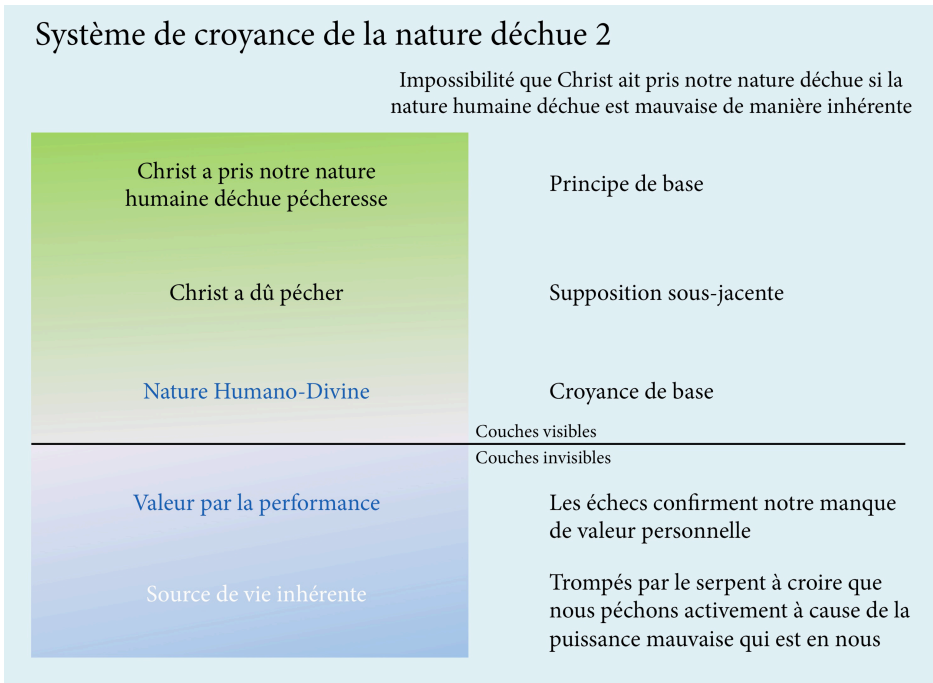 Système de croyance de la nature déchue 2
Impossibilité que Christ ait pris notre nature déchue si la
nature humaine déchue est mauvaise de manière inhérente
Christ a pris notre nature
humaine déchue pécheresse
Principe de base
Christ a dû pécher
Supposition sous-jacente
Nature Humano-Divine
Croyance de base
Couches visibles
Couches invisibles
Valeur par la performance
Les échecs confirment notre manque
de valeur personnelle
Source de vie inhérente
Trompés par le serpent à croire que
nous péchons activement à cause de la
puissance mauvaise qui est en nous